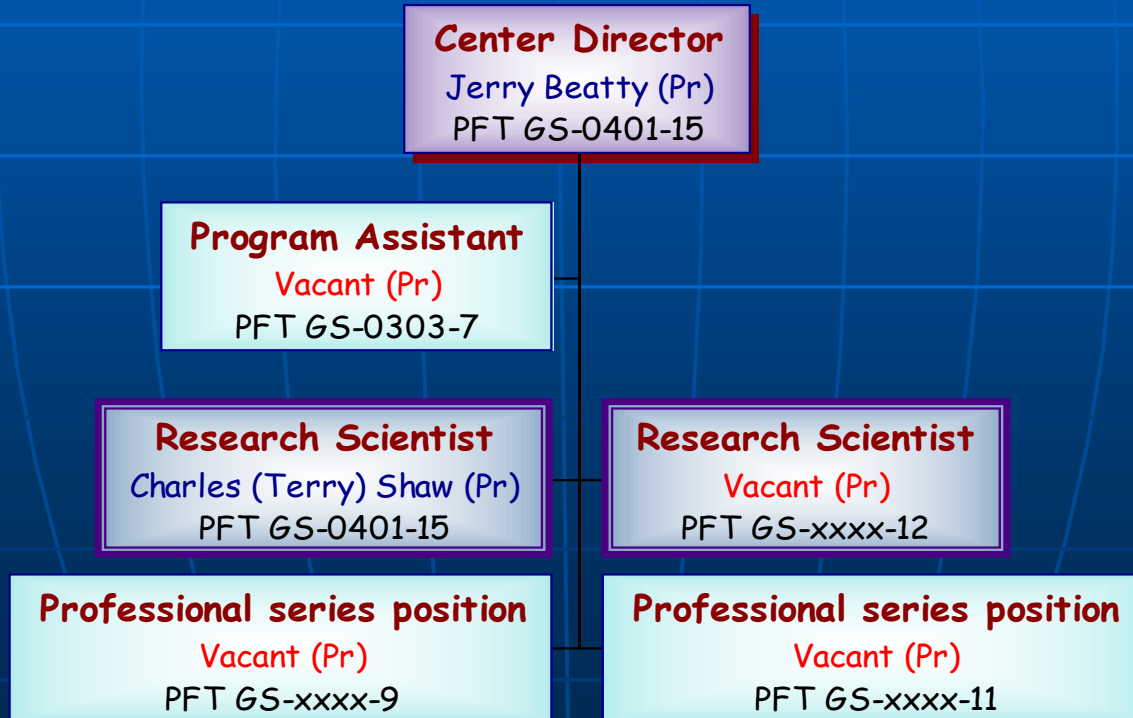 Center Director
Jerry Beatty (Pr)
PFT GS-0401-15
Program Assistant
Vacant (Pr)
PFT GS-0303-7
Research Scientist
Charles (Terry) Shaw (Pr)
PFT GS-0401-15
Research Scientist
Vacant (Pr)
PFT GS-xxxx-12
Professional series position
Vacant (Pr)
PFT GS-xxxx-9
Professional series position
Vacant (Pr)
PFT GS-xxxx-11